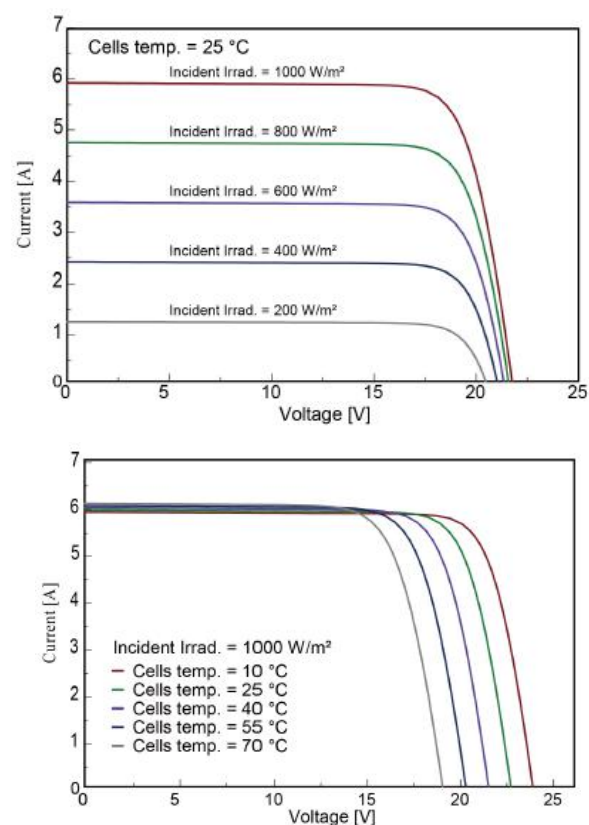 Cells temp. = 25 °C
Incident Irrad. = 1000 W/m²
Incident Irrad. = 800 W/m²
Incident Irrad. = 600 W/m²
Incident Irrad. = 400 W/m²
Incident Irrad. = 200 W/m²
Current [A]
7
6
5
4
3
2
1
0
0 5 10 15 20 25
Voltage [V]
Current [A]
7
6
5
4
3
2
1
0
Incident Irrad. = 1000 W/m²
Cells temp. = 10 °C
Cells temp. = 25 °C
Cells temp. = 40 °C
Cells temp. = 55 °C
Cells temp. = 70 °C
0 5 10 15 20 25
Voltage [V]